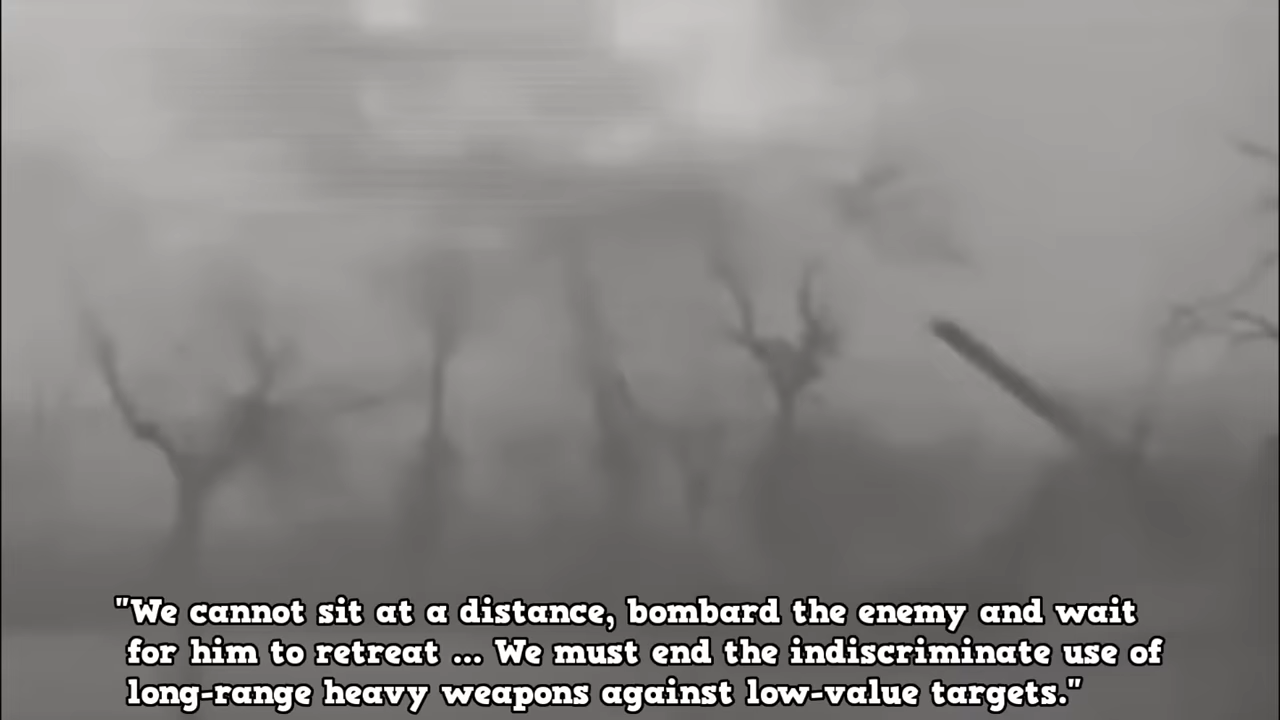 "We cannot sit at a distance, bombard the enemy and wait
for him to retreat ... We must end the indiscriminate use of
long-range heavy weapons against low-value targets."